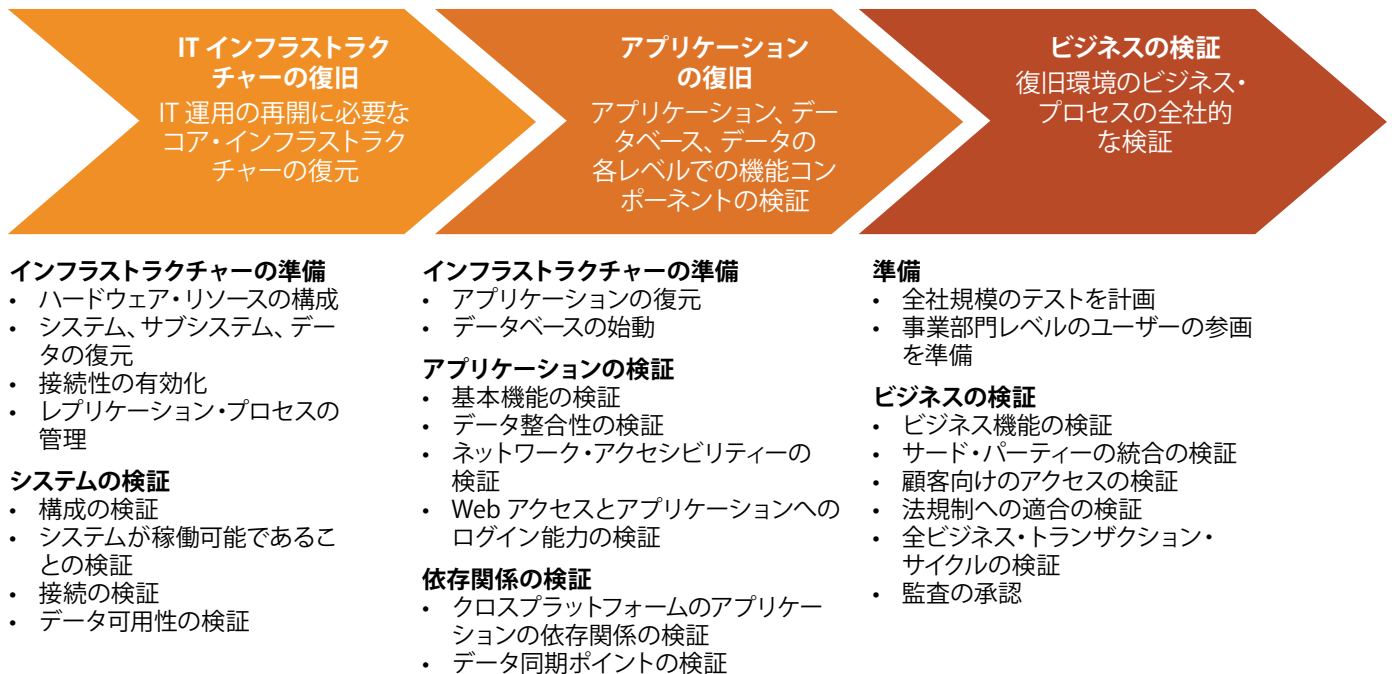 IT インフラストラク
チャーの復旧
IT 運用の再開に必要な
コア・インフラストラク
チャーの復元
アプリケーション
の復旧
アプリケーション、デー
タベース、データの
各レベルでの機能コン
ポーネントの検証
ビジネスの検証
復旧環境のビジネス・
プロセスの全社的
な検証
インフラストラクチャーの準備
• ハードウェア・リソースの構成
• システム、サブシステム、デー
タの復元
• 接続性の有効化
• レプリケーション・プロセスの
管理
システムの検証
• 構成の検証
• システムが稼働可能であるこ
との検証
• 接続の検証
• データ可用性の検証
インフラストラクチャーの準備
• アプリケーションの復元
• データベースの始動
アプリケーションの検証
• 基本機能の検証
• データ整合性の検証
• ネットワーク・アクセシビリティーの
検証
• Web アクセスとアプリケーションへの
ログイン能力の検証
依存関係の検証
• クロスプラットフォームのアプリケー
ションの依存関係の検証
• データ同期ポイントの検証
準備
• 全社規模のテストを計画
• 事業部門レベルのユーザーの参画
を準備
ビジネスの検証
• ビジネス機能の検証
• サード・パーティーの統合の検証
• 顧客向けのアクセスの検証
• 法規制への適合の検証
• 全ビジネス・トランザクション・
サイクルの検証
• 監査の承認